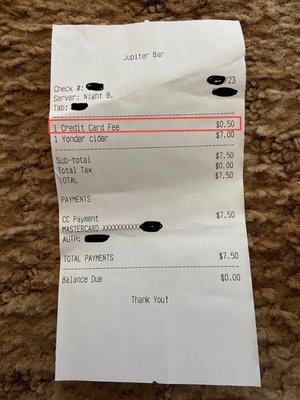 Jupiter Bar
Check #:
/23
Server: Night B.
Tab:
1 Credit Card Fee $0.50
1 Yonder cider $7.00
Sub-total $7.50
Total Tax $0.00
TOTAL $7.50
PAYMENTS
CC Payment $7.50
MASTERCARD XXXXXXXXXXX
AUTH:
TOTAL PAYMENTS $7.50
Balance Due $0.00
Thank You!